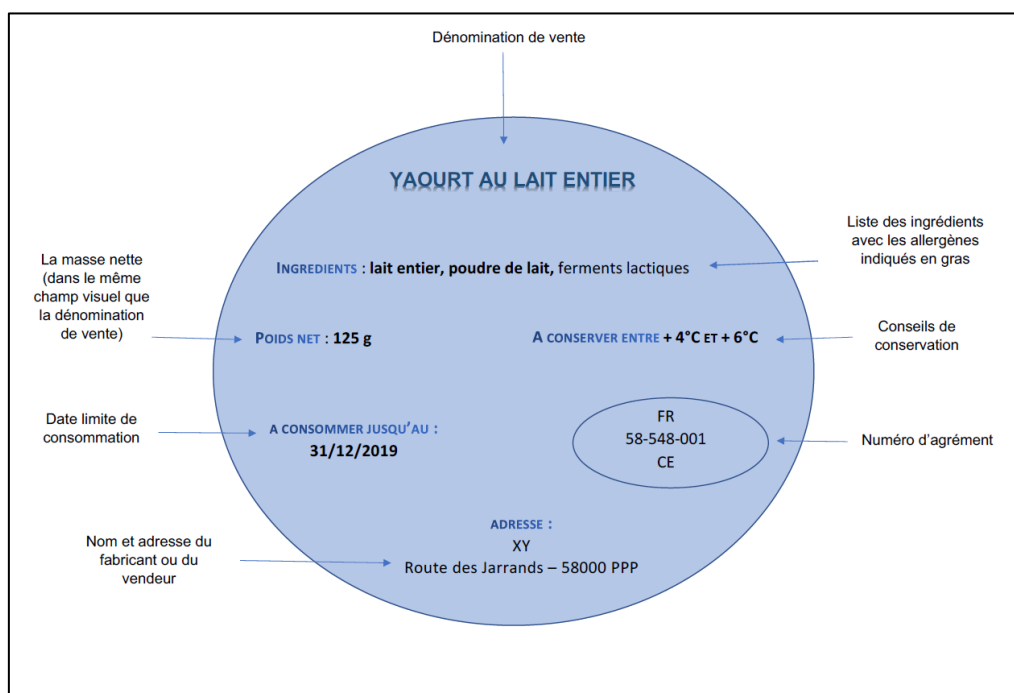 Dénomination de vente
YAOURT AU LAIT ENTIER
Liste des ingrédients
avec les allergènes
indiqués en gras
INGREDIENTS : lait entier, poudre de lait, ferments lactiques
La masse nette
(dans le même
champ visuel que
la dénomination
de vente)
POIDS NET : 125 g
A CONSERVER ENTRE + 4°C ET + 6°C
Conseils de
conservation
Date limite de
consommation
A CONSOMMER JUSQU’AU :
31/12/2019
FR
58-548-001
CE
Numéro d’agrément
Nom et adresse du
fabricant ou du
vendeur
ADRESSE :
XY
Route des Jarrands – 58000 PPP